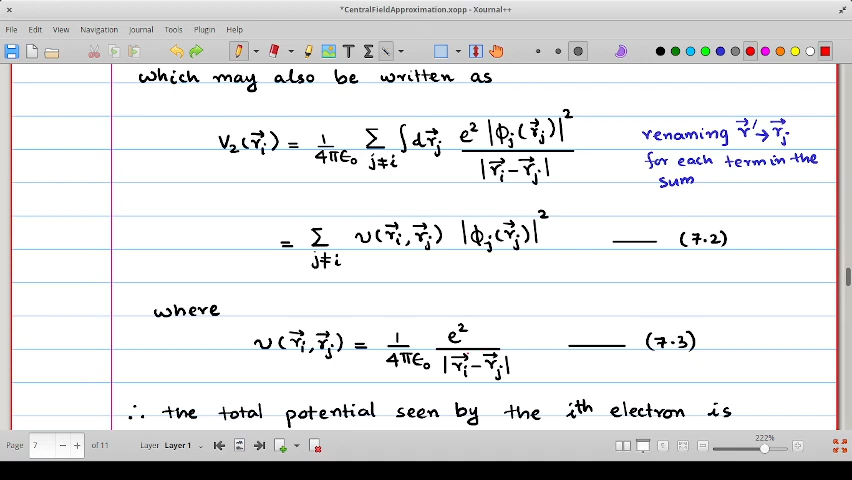 *CentralFieldApproximation.xopp - Xournal++
File Edit View Navigation Journal Tools Plugin Help
which may also be written as
V₂(r⃗ᵢ) = 1/4πϵ₀ Σ_{j≠i} ∫dr⃗ⱼ e²|ϕⱼ(r⃗ⱼ)|² / |r⃗ᵢ-r⃗ⱼ|
renaming r⃗′→r⃗ⱼ
for each term in the
sum
= Σ_{j≠i} v(r⃗ᵢ,r⃗ⱼ) |ϕⱼ(r⃗ⱼ)|² —— (7.2)
where
v(r⃗ᵢ,r⃗ⱼ) = 1/4πϵ₀ e²/|r⃗ᵢ-r⃗ⱼ| —— (7.3)
∴ the total potential seen by the ith electron is
Page 7 of 11 Layer Layer 1 222%